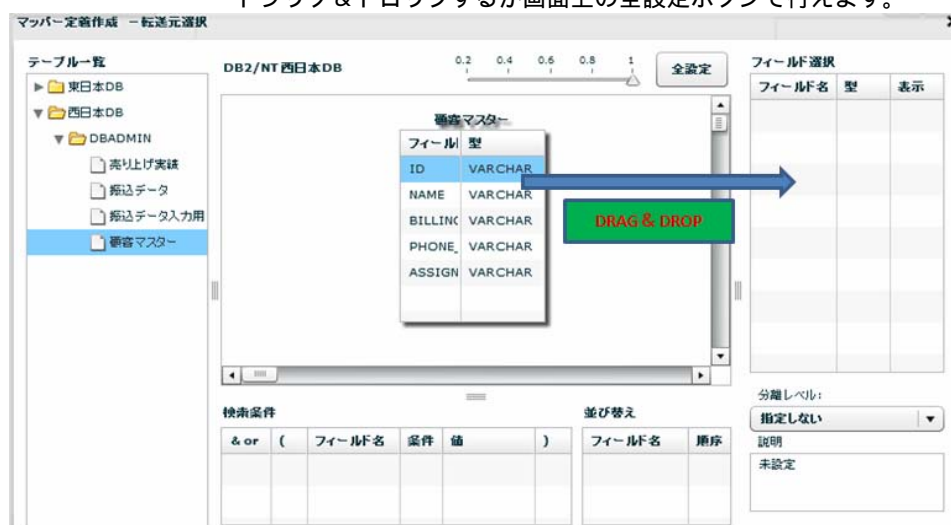 ドラッグ&ドロップするか画面上の全設定ボタンで行えます。
マッパー定義作成 －転送元選択
テーブル一覧
東日本DB
西日本DB
DBADMIN
売り上げ実績
振込データ
振込データ入力用
顧客マスター
DB2/NT 西日本DB
0.2 0.4 0.6 0.8 1
全設定
顧客マスター
フィール 型
ID VARCHAR
NAME VARCHAR
BILLING VARCHAR
PHONE_ VARCHAR
ASSIGN VARCHAR
DRAG & DROP
フィールド選択
フィールド名 型 表示
検索条件
& or ( フィールド名 条件 値 )
並び替え
フィールド名 順序
分離レベル:
指定しない
説明
未設定